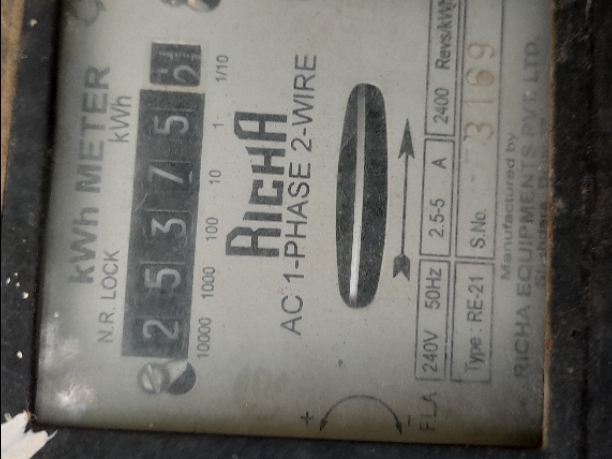 kWh METER
N.R. LOCK kWh
2 5 3 7 5 2
10000 1000 100 10 1 1/10
RICHA
AC 1-PHASE 2-WIRE
+
-
FLA 240V 50Hz 2.5-5 A 2400 Revs/kWh
Type : RE-21 S.No. 3169
Manufactured by
RICHA EQUIPMENTS PVT. LTD.